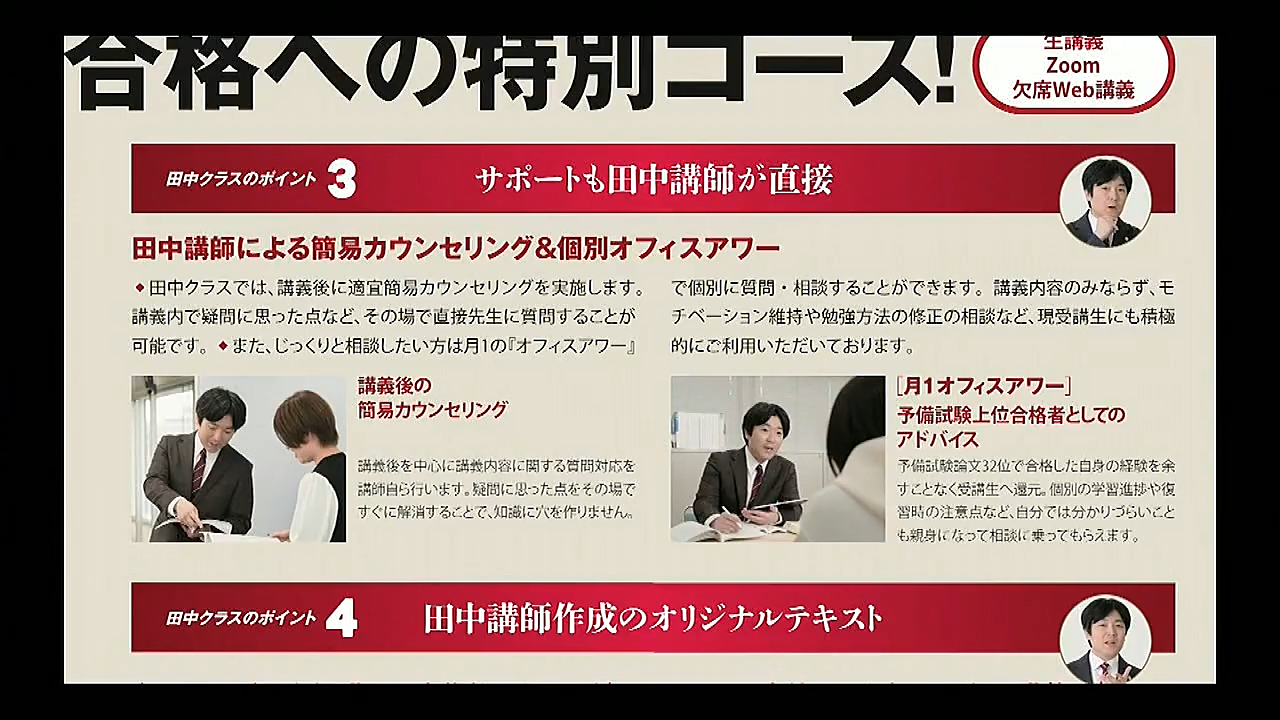 合格への特別コース!
生講義
Zoom
欠席Web講義
田中クラスのポイント 3 サポートも田中講師が直接
田中講師による簡易カウンセリング&個別オフィスアワー
◆田中クラスでは、講義後に適宜簡易カウンセリングを実施します。
講義内で疑問に思った点など、その場で直接先生に質問することが
可能です。◆また、じっくりと相談したい方は月1の『オフィスアワー』
で個別に質問・相談することができます。講義内容のみならず、モ
チベーション維持や勉強方法の修正の相談など、現受講生にも積極
的にご利用いただいております。
講義後の
簡易カウンセリング
講義後を中心に講義内容に関する質問対応を
講師自ら行います。疑問に思った点をその場で
すぐに解消することで、知識に穴を作りません。
[月1オフィスアワー]
予備試験上位合格者としての
アドバイス
予備試験論文32位で合格した自身の経験を余
すことなく受講生へ還元。個別の学習進捗や復
習時の注意点など、自分では分かりづらいこと
も親身になって相談に乗ってもらえます。
田中クラスのポイント 4 田中講師作成のオリジナルテキスト